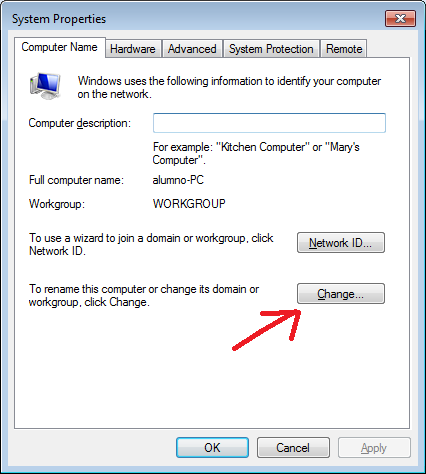 System Properties
Computer Name Hardware Advanced System Protection Remote
Windows uses the following information to identify your computer
on the network.
Computer description:
For example: "Kitchen Computer" or "Mary's
Computer".
Full computer name: alumno-PC
Workgroup: WORKGROUP
To use a wizard to join a domain or workgroup, click
Network ID.
Network ID...
To rename this computer or change its domain or
workgroup, click Change.
Change...
OK Cancel Apply